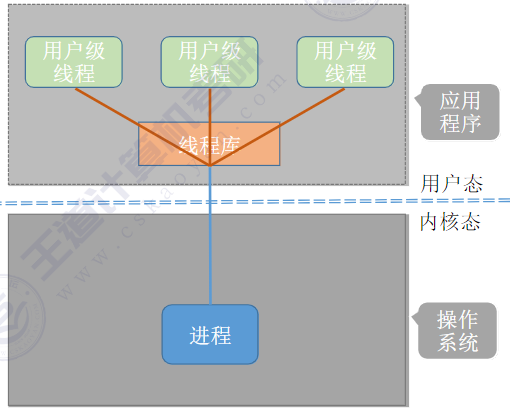 用户级
线程
用户级
线程
用户级
线程
线程库
应用
程序
用户态
内核态
进程
操作
系统
王道计算机考研
www.cskaoyan.com